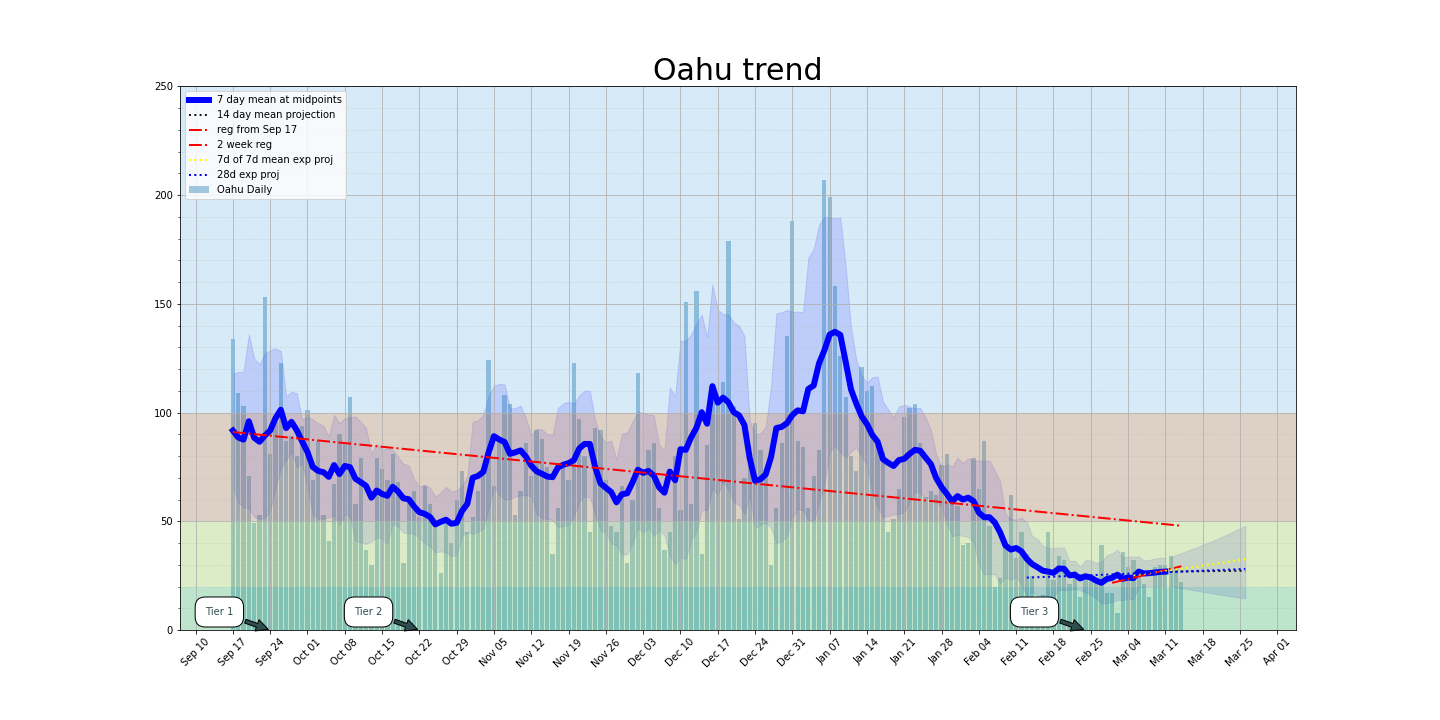 Oahu trend
250
200
150
100
50
0
7 day mean at midpoints
14 day mean projection
reg from Sep 17
2 week reg
7d of 7d mean exp proj
28d exp proj
Oahu Daily
Tier 1
Tier 2
Tier 3
Sep 10
Sep 17
Sep 24
Oct 01
Oct 08
Oct 15
Oct 22
Oct 29
Nov 05
Nov 12
Nov 19
Nov 26
Dec 03
Dec 10
Dec 17
Dec 24
Dec 31
Jan 07
Jan 14
Jan 21
Jan 28
Feb 04
Feb 11
Feb 18
Feb 25
Mar 04
Mar 11
Mar 18
Mar 25
Apr 01